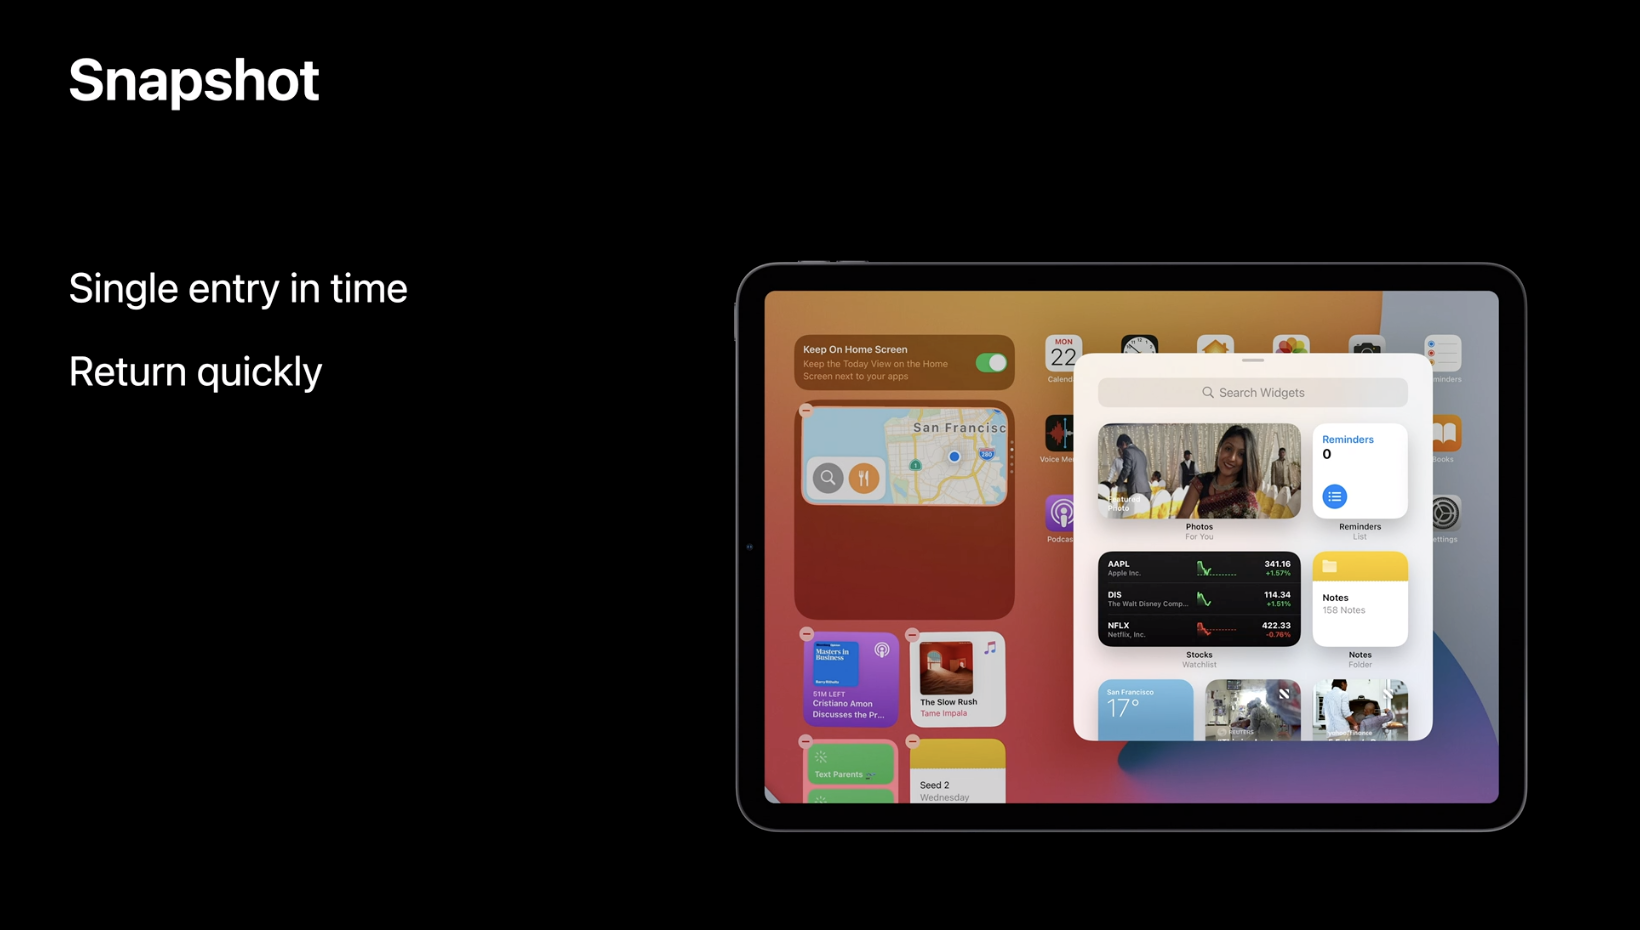 Snapshot
Single entry in time
Return quickly
Keep On Home Screen
Keep the Today View on the Home
Screen next to your apps
San Francisc
280
1
51M LEFT
Cristiano Amon
Discusses the Pr...
Masters in
Business
The Slow Rush
Tame Impala
Text Parents
Seed 2
Wednesday
MON
22
Calend
Voice Me
Podcas
minders
Books
ettings
Search Widgets
Featured
Photo
Photos
For You
Reminders
0
Reminders
List
AAPL
Apple Inc.
341.16
+1.57%
DIS
The Walt Disney Comp...
114.34
+1.51%
NFLX
Netflix, Inc.
422.33
-0.76%
Stocks
Watchlist
Notes
158 Notes
Notes
Folder
San Francisco
17°
REUTERS